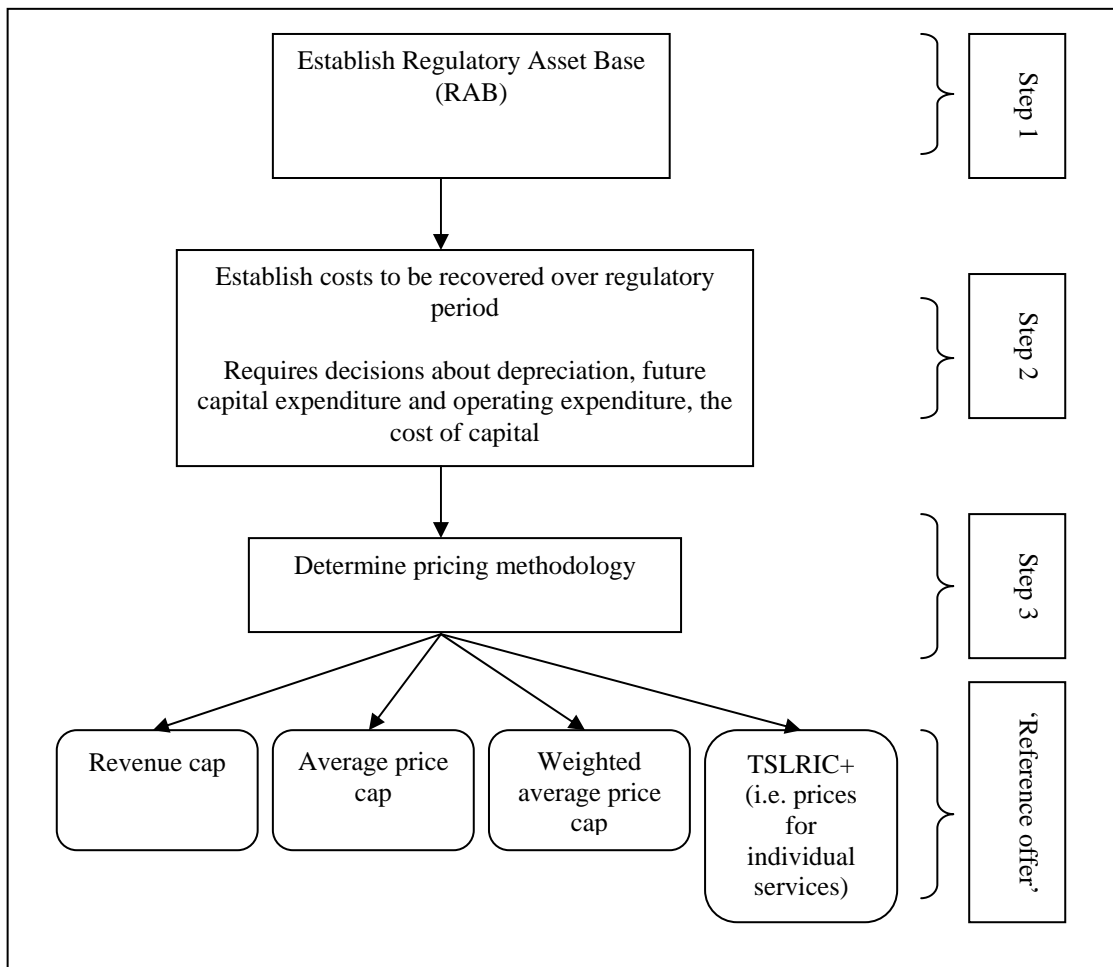 Establish Regulatory Asset Base
(RAB)
Step 1
Establish costs to be recovered over regulatory
period
Requires decisions about depreciation, future
capital expenditure and operating expenditure, the
cost of capital
Step 2
Determine pricing methodology
Step 3
Revenue cap
Average price
cap
Weighted
average price
cap
TSLRIC+
(i.e. prices
for
individual
services)
‘Reference offer’